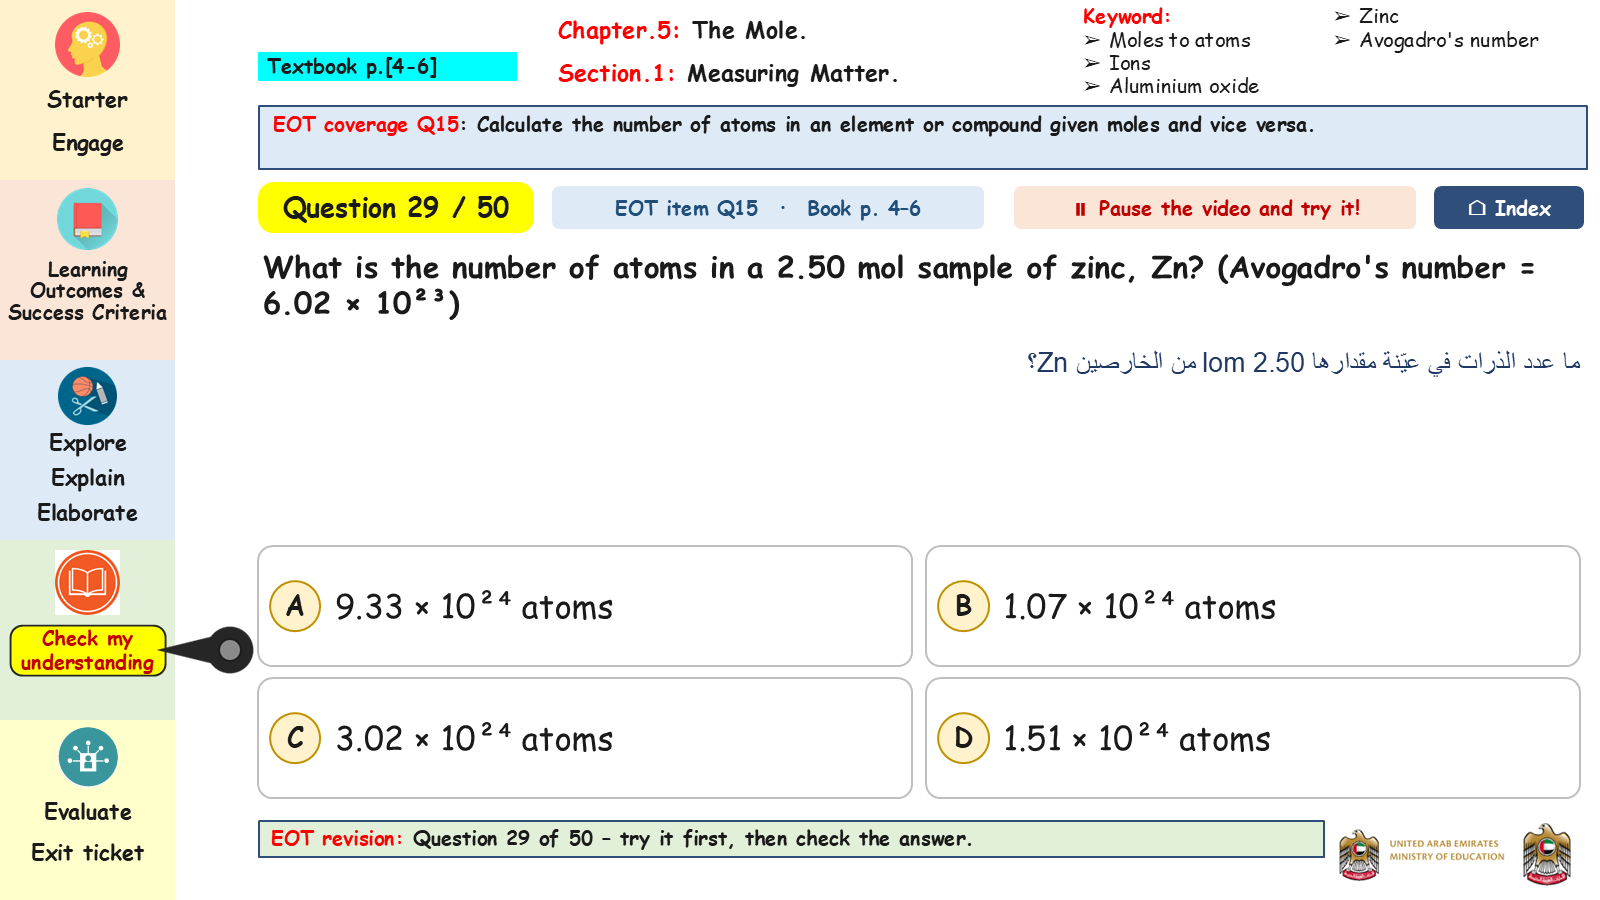 Starter
Engage
Learning
Outcomes &
Success Criteria
Explore
Explain
Elaborate
Check my
understanding
Evaluate
Exit ticket
Textbook p.[4-6]
Chapter.5: The Mole.
Section.1: Measuring Matter.
Keyword:
➢ Moles to atoms
➢ Ions
➢ Aluminium oxide
➢ Zinc
➢ Avogadro's number
EOT coverage Q15: Calculate the number of atoms in an element or compound given moles and vice versa.
Question 29 / 50
EOT item Q15 · Book p. 4–6
⏸ Pause the video and try it!
⌂ Index
What is the number of atoms in a 2.50 mol sample of zinc, Zn? (Avogadro's number =
6.02 × 10²³)
ما عدد الذرات في عيّنة مقدارها 2.50 lom من الخارصين Zn؟
A 9.33 × 10²⁴ atoms
B 1.07 × 10²⁴ atoms
C 3.02 × 10²⁴ atoms
D 1.51 × 10²⁴ atoms
EOT revision: Question 29 of 50 – try it first, then check the answer.
UNITED ARAB EMIRATES
MINISTRY OF EDUCATION